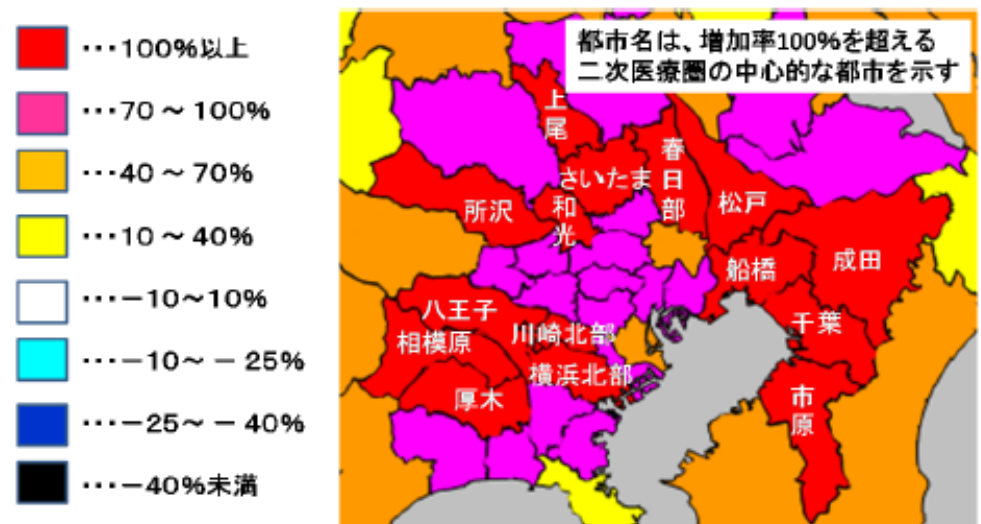 …100%以上
…70～100%
…40～70%
…10～40%
…－10～10%
…－10～－25%
…－25～－40%
…－40%未満
都市名は、増加率100%を超える
二次医療圏の中心的な都市を示す
上尾
春日部
さいたま
和光
所沢
松戸
船橋
成田
八王子
川崎北部
千葉
相模原
横浜北部
厚木
市原